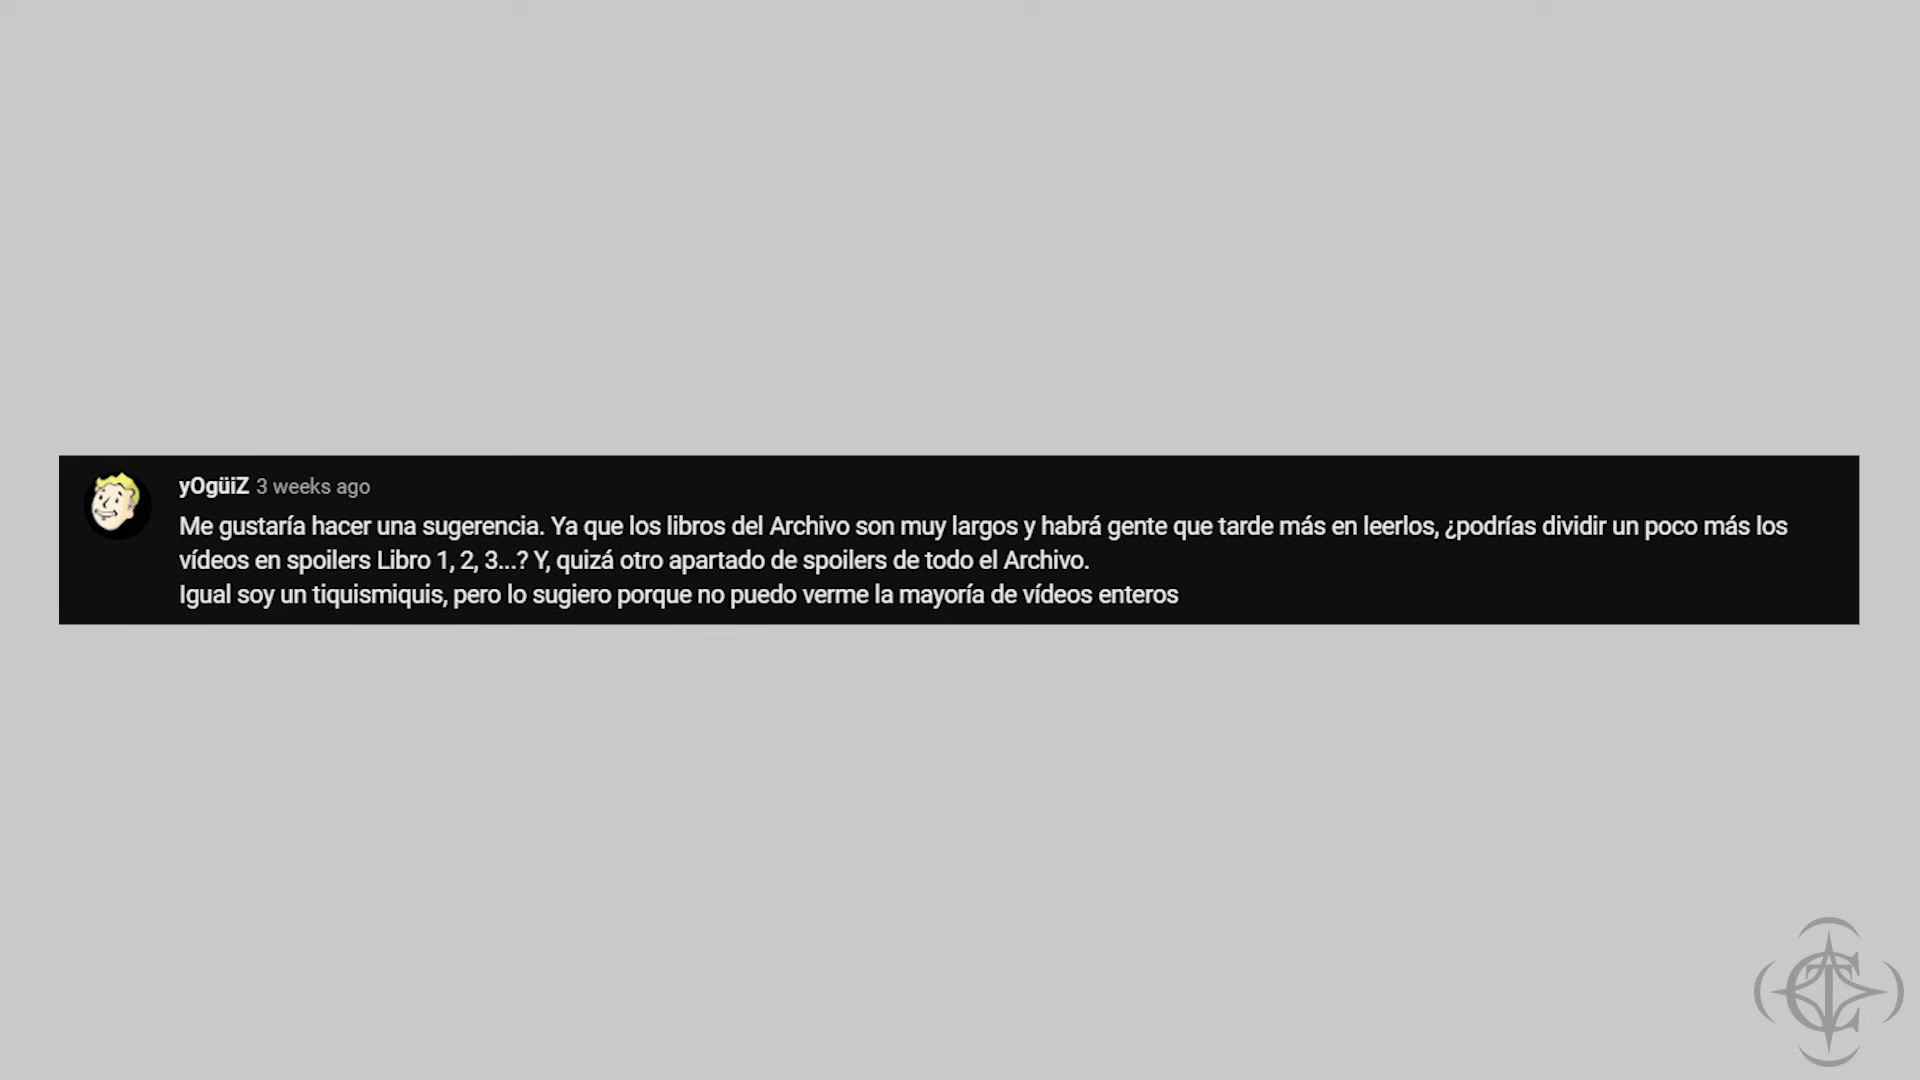 yOgüiZ 3 weeks ago
Me gustaría hacer una sugerencia. Ya que los libros del Archivo son muy largos y habrá gente que tarde más en leerlos, ¿podrías dividir un poco más los
vídeos en spoilers Libro 1, 2, 3...? Y, quizá otro apartado de spoilers de todo el Archivo.
Igual soy un tiquismiquis, pero lo sugiero porque no puedo verme la mayoría de vídeos enteros